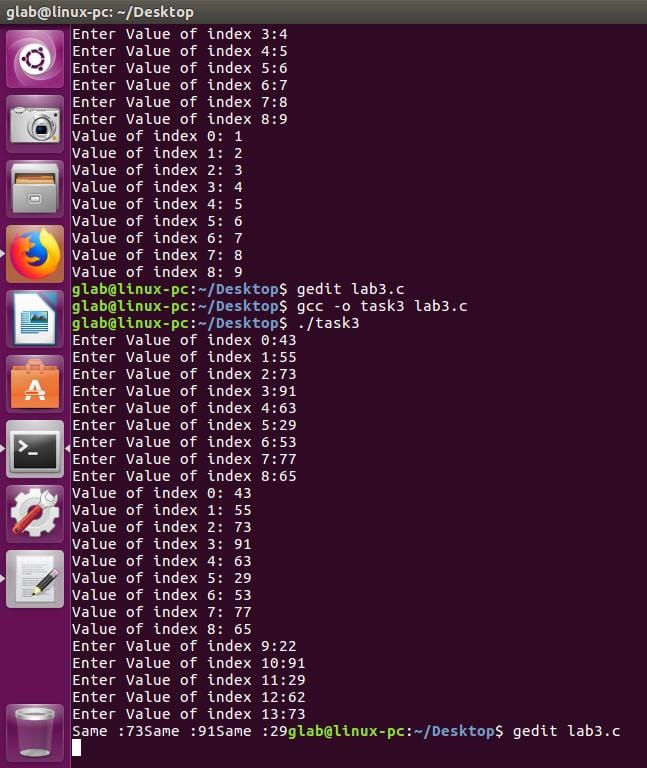 glab@linux-pc: ~/Desktop
Enter Value of index 3:4
Enter Value of index 4:5
Enter Value of index 5:6
Enter Value of index 6:7
Enter Value of index 7:8
Enter Value of index 8:9
Value of index 0: 1
Value of index 1: 2
Value of index 2: 3
Value of index 3: 4
Value of index 4: 5
Value of index 5: 6
Value of index 6: 7
Value of index 7: 8
Value of index 8: 9
glab@linux-pc:~/Desktop$ gedit lab3.c
glab@linux-pc:~/Desktop$ gcc -o task3 lab3.c
glab@linux-pc:~/Desktop$ ./task3
Enter Value of index 0:43
Enter Value of index 1:55
Enter Value of index 2:73
Enter Value of index 3:91
Enter Value of index 4:63
Enter Value of index 5:29
Enter Value of index 6:53
Enter Value of index 7:77
Enter Value of index 8:65
Value of index 0: 43
Value of index 1: 55
Value of index 2: 73
Value of index 3: 91
Value of index 4: 63
Value of index 5: 29
Value of index 6: 53
Value of index 7: 77
Value of index 8: 65
Enter Value of index 9:22
Enter Value of index 10:91
Enter Value of index 11:29
Enter Value of index 12:62
Enter Value of index 13:73
Same :73Same :91Same :29glab@linux-pc:~/Desktop$ gedit lab3.c